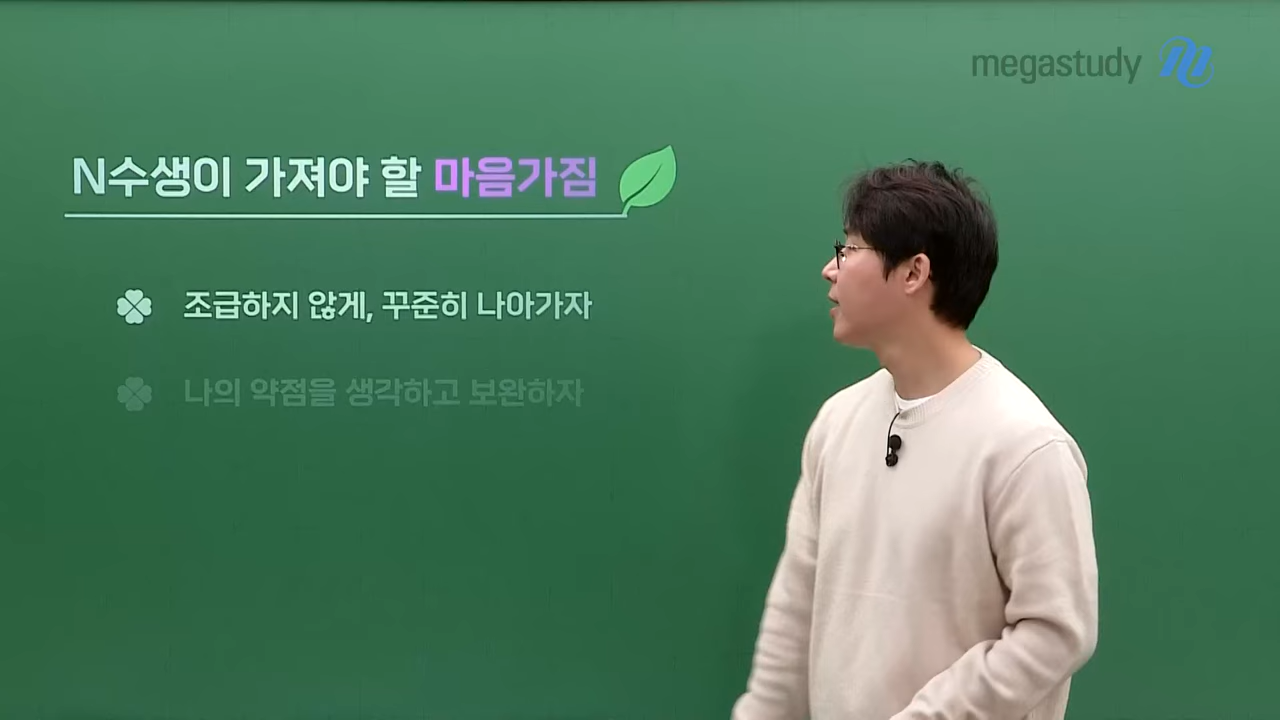 megastudy
N수생이 가져야 할 마음가짐
조급하지 않게, 꾸준히 나아가자
나의 약점을 생각하고 보완하자